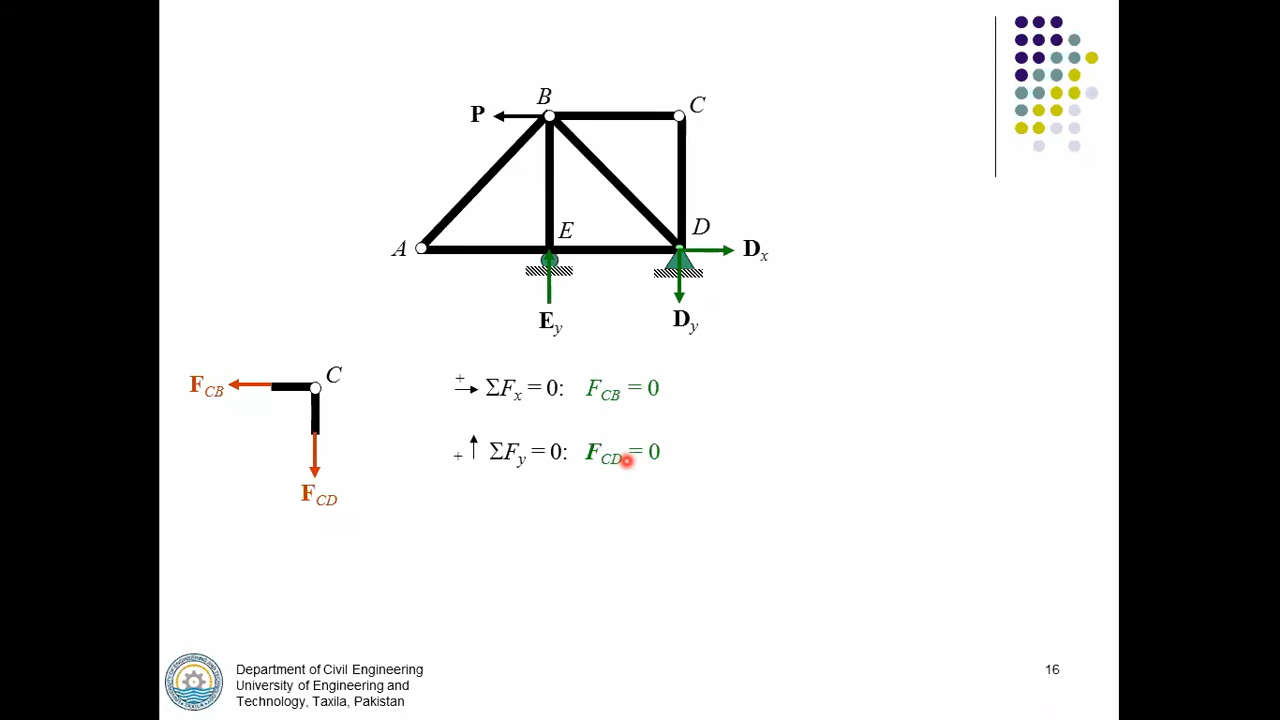 B
C
P
A
E
D
Dx
Ey
Dy
C
FCB
FCD
+ → ΣFx = 0: FCB = 0
+ ↑ ΣFy = 0: FCD = 0
Department of Civil Engineering
University of Engineering and
Technology, Taxila, Pakistan
16